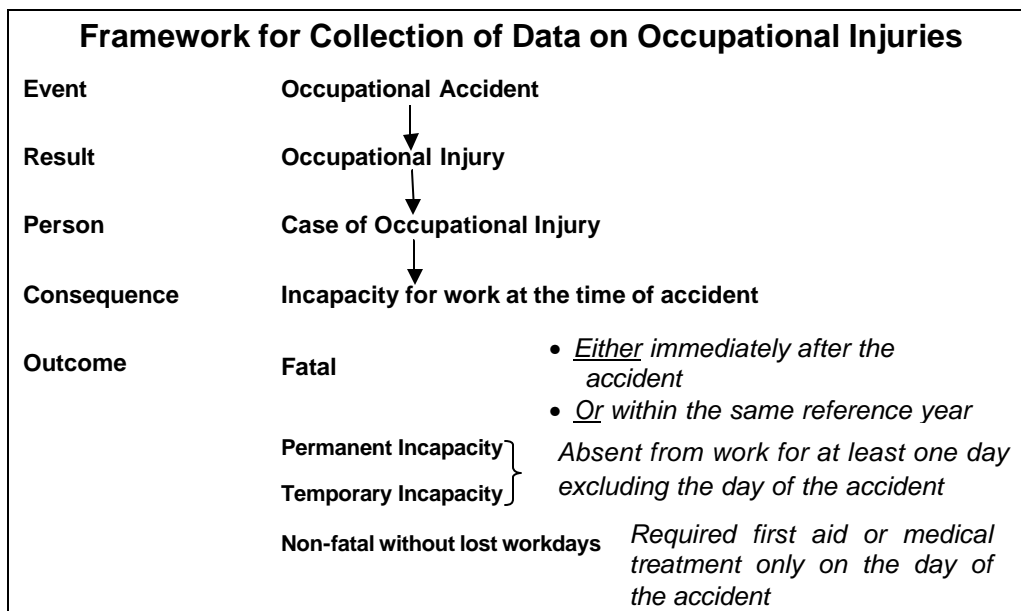 Framework for Collection of Data on Occupational Injuries
Event Occupational Accident
Result Occupational Injury
Person Case of Occupational Injury
Consequence Incapacity for work at the time of accident
Outcome Fatal
• Either immediately after the
accident
• Or within the same reference year
Permanent Incapacity
Temporary Incapacity
Absent from work for at least one day
excluding the day of the accident
Non-fatal without lost workdays
Required first aid or medical
treatment only on the day of
the accident